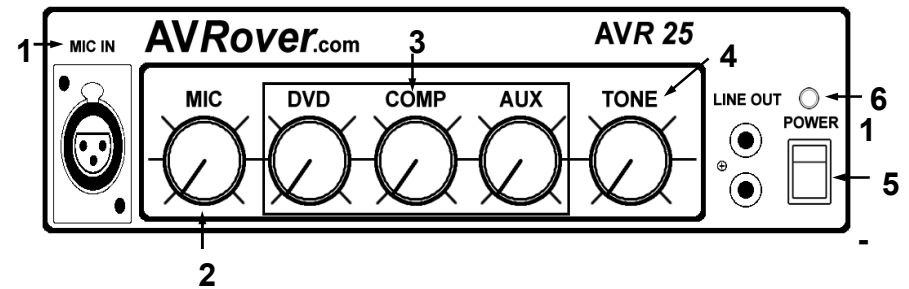 1 MIC IN
AVRover.com
AVR 25
3
4
MIC DVD COMP AUX TONE
LINE OUT
6
POWER
1
5
-
2